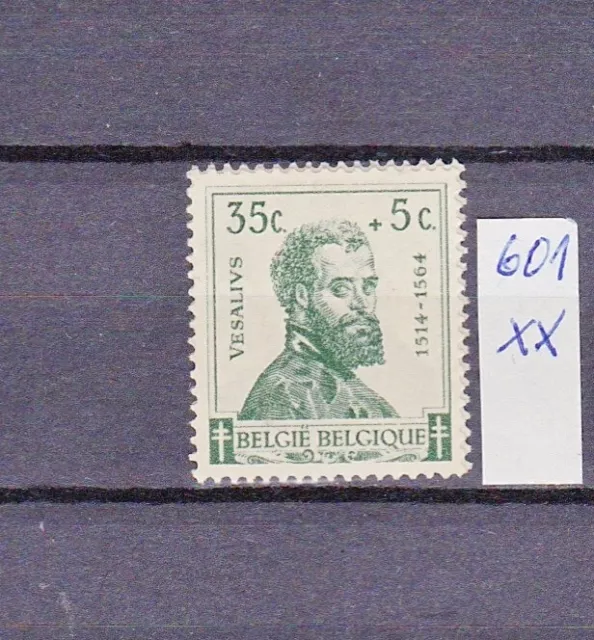 35c. + 5c.
VESALIVS
1514-1564
BELGIË BELGIQUE
601
XX